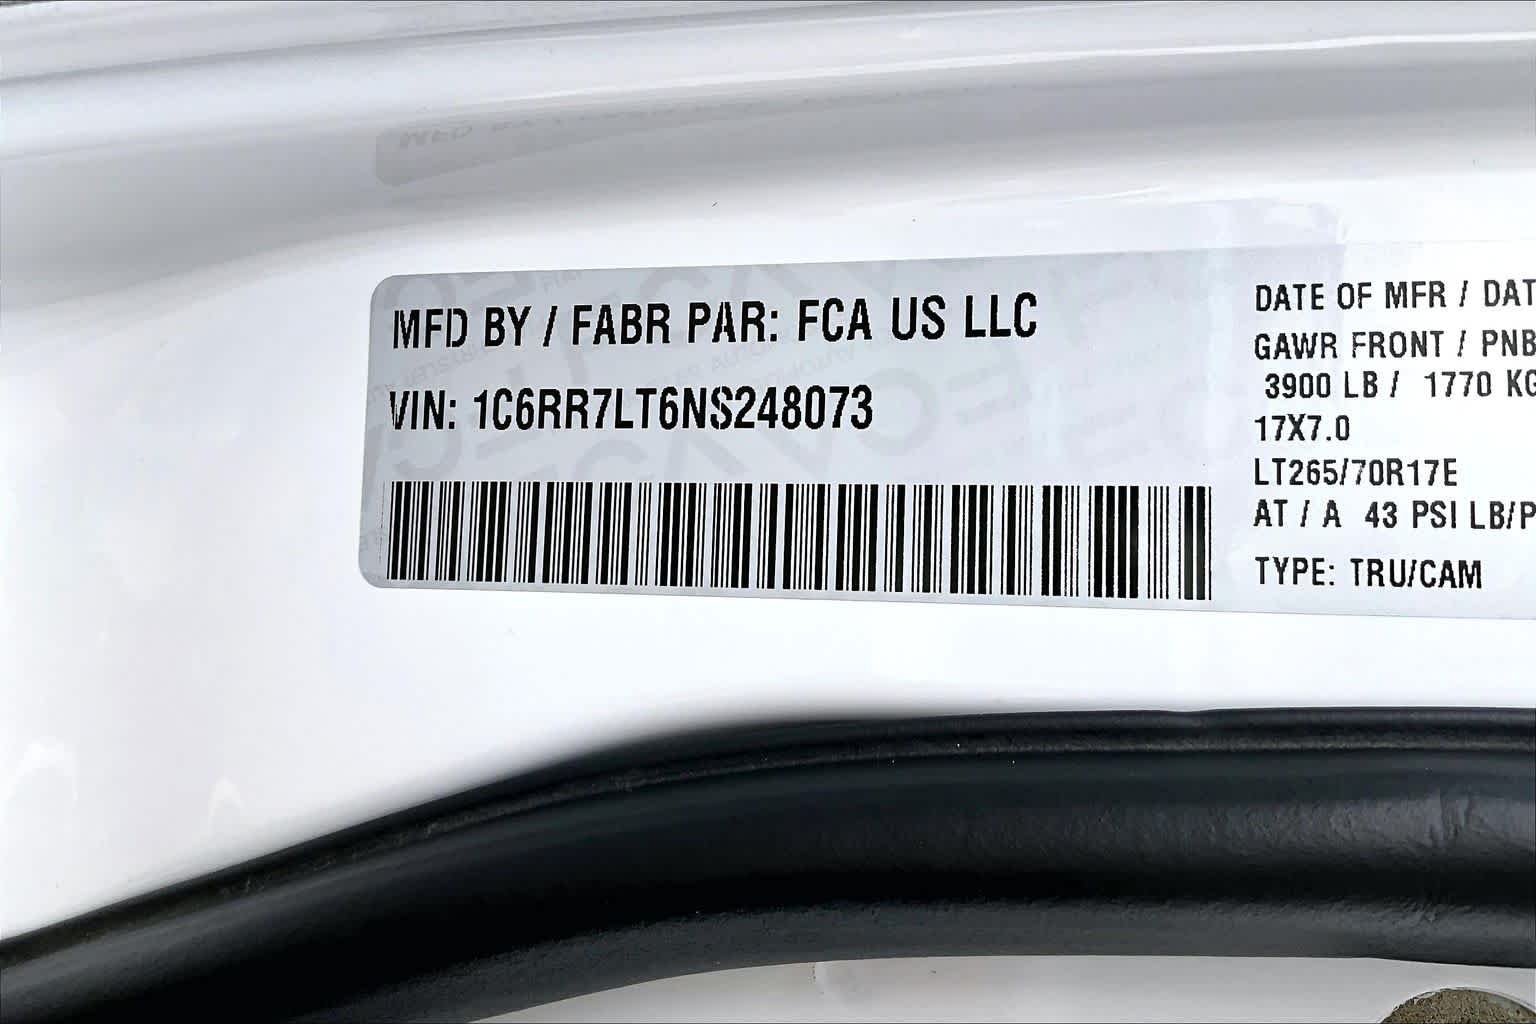 MFD BY / FABR PAR: FCA US LLC
VIN: 1C6RR7LT6NS248073
DATE OF MFR / DAT
GAWR FRONT / PNB
3900 LB / 1770 KG
17X7.0
LT265/70R17E
AT / A 43 PSI LB/P
TYPE: TRU/CAM